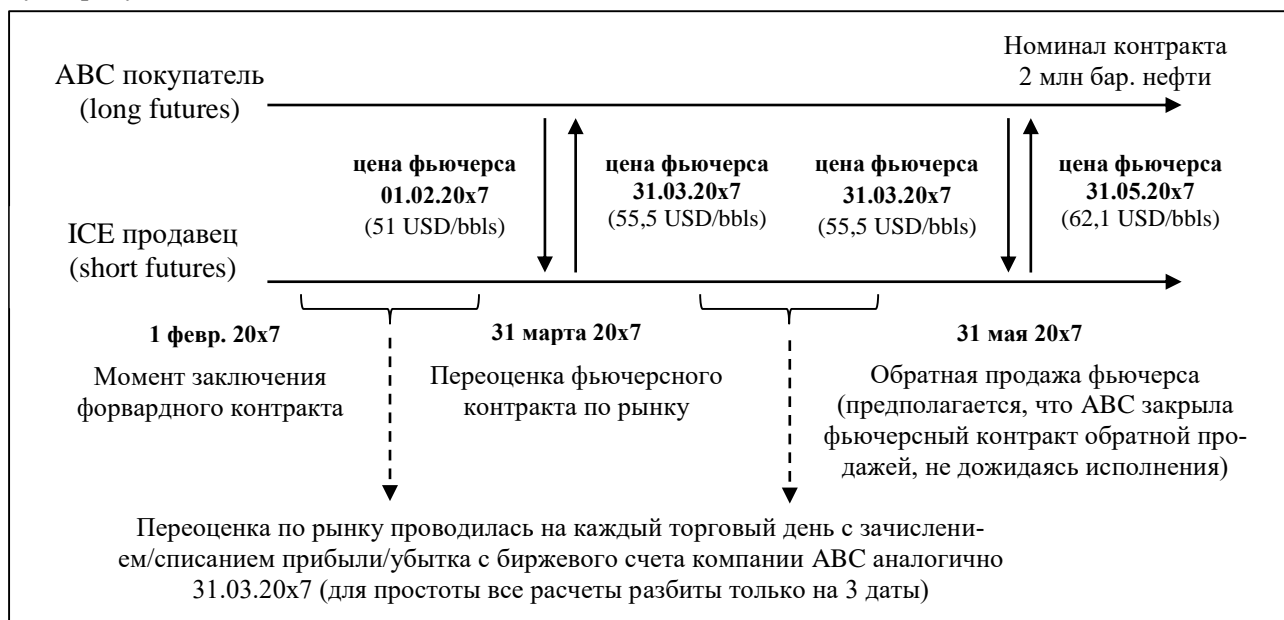 Номинал контракта
2 млн бар. нефти
ABC покупатель
(long futures)
цена фьючерса
01.02.20x7
(51 USD/bbls)
цена фьючерса
31.03.20x7
(55,5 USD/bbls)
цена фьючерса
31.03.20x7
(55,5 USD/bbls)
цена фьючерса
31.05.20x7
(62,1 USD/bbls)
ICE продавец
(short futures)
1 февр. 20x7
31 марта 20x7
31 мая 20x7
Момент заключения
форвардного контракта
Переоценка фьючерсного
контракта по рынку
Обратная продажа фьючерса
(предполагается, что ABC закрыла
фьючерсный контракт обратной про-
дажей, не дожидаясь исполнения)
Переоценка по рынку проводилась на каждый торговый день с зачислени-
ем/списанием прибыли/убытка с биржевого счета компании ABC аналогично
31.03.20x7 (для простоты все расчеты разбиты только на 3 даты)